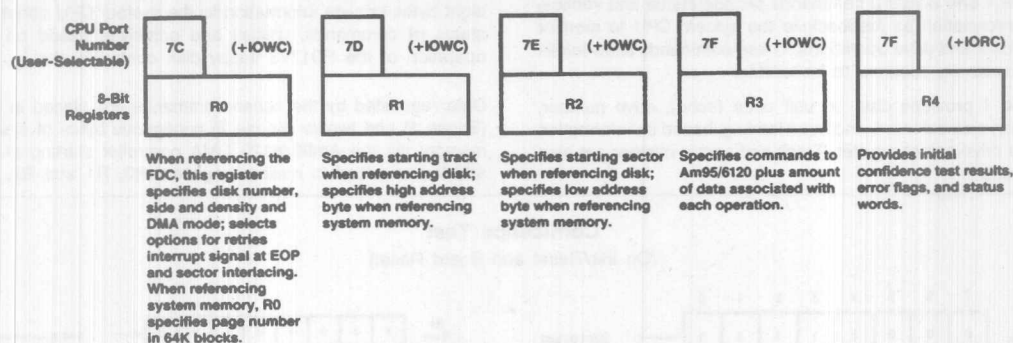 CPU Port
Number
(User-Selectable)
7C (+IOWC)
7D (+IOWC)
7E (+IOWC)
7F (+IOWC)
7F (+IORC)
8-Bit
Registers
R0
R1
R2
R3
R4
When referencing the
FDC, this register
specifies disk number,
side and density and
DMA mode; selects
options for retries
interrupt signal at EOP
and sector interlacing.
When referencing
system memory, R0
specifies page number
in 64K blocks.
Specifies starting track
when referencing disk;
specifies high address
byte when referencing
system memory.
Specifies starting sector
when referencing disk;
specifies low address
byte when referencing
system memory.
Specifies commands to
Am95/6120 plus amount
of data associated with
each operation.
Provides initial
confidence test results,
error flags, and status
words.